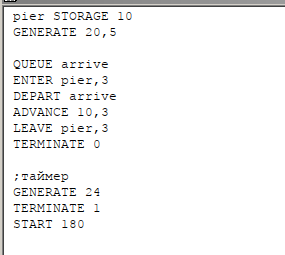 pier STORAGE 10
GENERATE 20,5
QUEUE arrive
ENTER pier,3
DEPART arrive
ADVANCE 10,3
LEAVE pier,3
TERMINATE 0
;таймер
GENERATE 24
TERMINATE 1
START 180